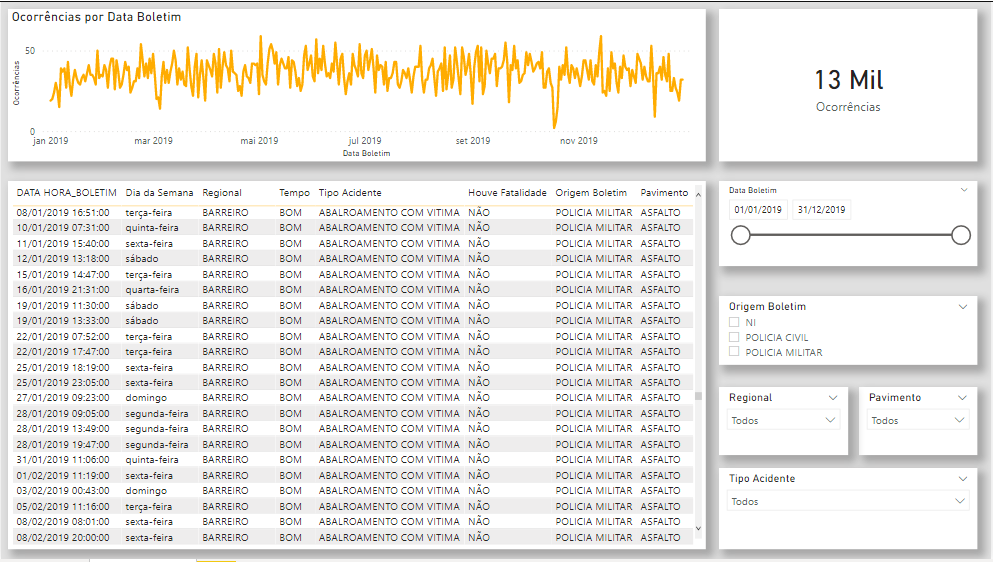 Ocorrências por Data Boletim
50
0
Ocorrências
jan 2019 mar 2019 mai 2019 jul 2019 set 2019 nov 2019
Data Boletim
13 Mil
Ocorrências
DATA HORA_BOLETIM Dia da Semana Regional Tempo Tipo Acidente Houve Fatalidade Origem Boletim Pavimento
08/01/2019 16:51:00 terça-feira BARREIRO BOM ABALROAMENTO COM VITIMA NÃO POLICIA MILITAR ASFALTO
10/01/2019 07:31:00 quinta-feira BARREIRO BOM ABALROAMENTO COM VITIMA NÃO POLICIA MILITAR ASFALTO
11/01/2019 15:40:00 sexta-feira BARREIRO BOM ABALROAMENTO COM VITIMA NÃO POLICIA MILITAR ASFALTO
12/01/2019 13:18:00 sábado BARREIRO BOM ABALROAMENTO COM VITIMA NÃO POLICIA MILITAR ASFALTO
15/01/2019 14:47:00 terça-feira BARREIRO BOM ABALROAMENTO COM VITIMA NÃO POLICIA MILITAR ASFALTO
16/01/2019 21:31:00 quarta-feira BARREIRO BOM ABALROAMENTO COM VITIMA NÃO POLICIA MILITAR ASFALTO
19/01/2019 11:30:00 sábado BARREIRO BOM ABALROAMENTO COM VITIMA NÃO POLICIA MILITAR ASFALTO
19/01/2019 13:33:00 sábado BARREIRO BOM ABALROAMENTO COM VITIMA NÃO POLICIA MILITAR ASFALTO
22/01/2019 07:52:00 terça-feira BARREIRO BOM ABALROAMENTO COM VITIMA NÃO POLICIA MILITAR ASFALTO
22/01/2019 17:47:00 terça-feira BARREIRO BOM ABALROAMENTO COM VITIMA NÃO POLICIA MILITAR ASFALTO
25/01/2019 18:19:00 sexta-feira BARREIRO BOM ABALROAMENTO COM VITIMA NÃO POLICIA MILITAR ASFALTO
25/01/2019 23:05:00 sexta-feira BARREIRO BOM ABALROAMENTO COM VITIMA NÃO POLICIA MILITAR ASFALTO
27/01/2019 09:23:00 domingo BARREIRO BOM ABALROAMENTO COM VITIMA NÃO POLICIA MILITAR ASFALTO
28/01/2019 09:05:00 segunda-feira BARREIRO BOM ABALROAMENTO COM VITIMA NÃO POLICIA MILITAR ASFALTO
28/01/2019 13:49:00 segunda-feira BARREIRO BOM ABALROAMENTO COM VITIMA NÃO POLICIA MILITAR ASFALTO
28/01/2019 19:47:00 segunda-feira BARREIRO BOM ABALROAMENTO COM VITIMA NÃO POLICIA MILITAR ASFALTO
31/01/2019 11:06:00 quinta-feira BARREIRO BOM ABALROAMENTO COM VITIMA NÃO POLICIA MILITAR ASFALTO
01/02/2019 11:19:00 sexta-feira BARREIRO BOM ABALROAMENTO COM VITIMA NÃO POLICIA MILITAR ASFALTO
03/02/2019 00:43:00 domingo BARREIRO BOM ABALROAMENTO COM VITIMA NÃO POLICIA MILITAR ASFALTO
05/02/2019 11:16:00 terça-feira BARREIRO BOM ABALROAMENTO COM VITIMA NÃO POLICIA MILITAR ASFALTO
08/02/2019 08:01:00 sexta-feira BARREIRO BOM ABALROAMENTO COM VITIMA NÃO POLICIA MILITAR ASFALTO
08/02/2019 20:00:00 sexta-feira BARREIRO BOM ABALROAMENTO COM VITIMA NÃO POLICIA MILITAR ASFALTO
Data Boletim
01/01/2019 31/12/2019
Origem Boletim
NI
POLICIA CIVIL
POLICIA MILITAR
Regional Pavimento
Todos Todos
Tipo Acidente
Todos